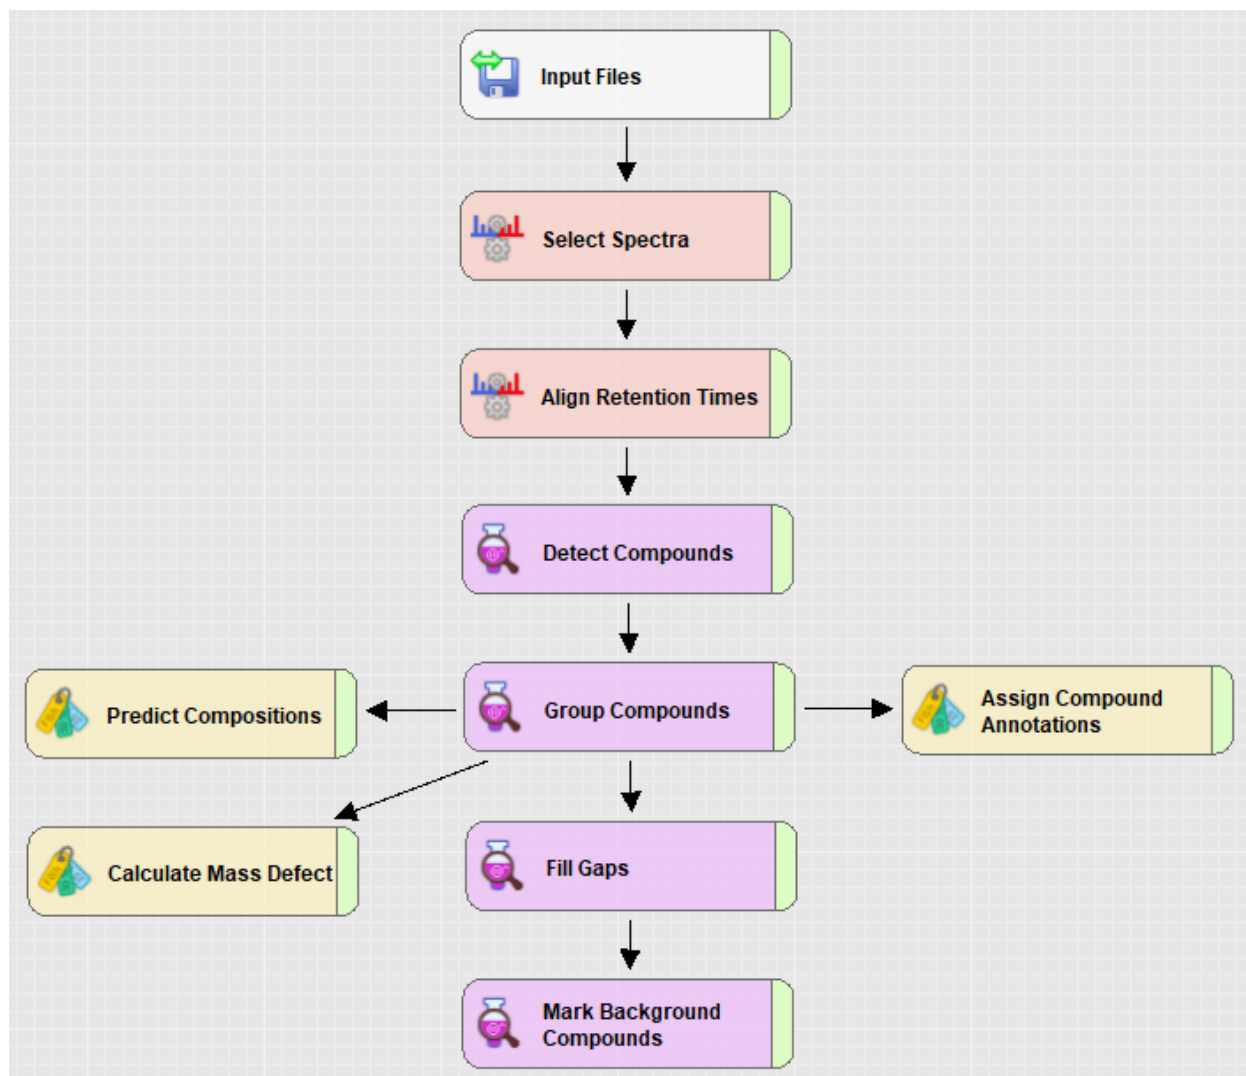 Input Files
Select Spectra
Align Retention Times
Detect Compounds
Predict Compositions
Group Compounds
Assign Compound
Annotations
Calculate Mass Defect
Fill Gaps
Mark Background
Compounds